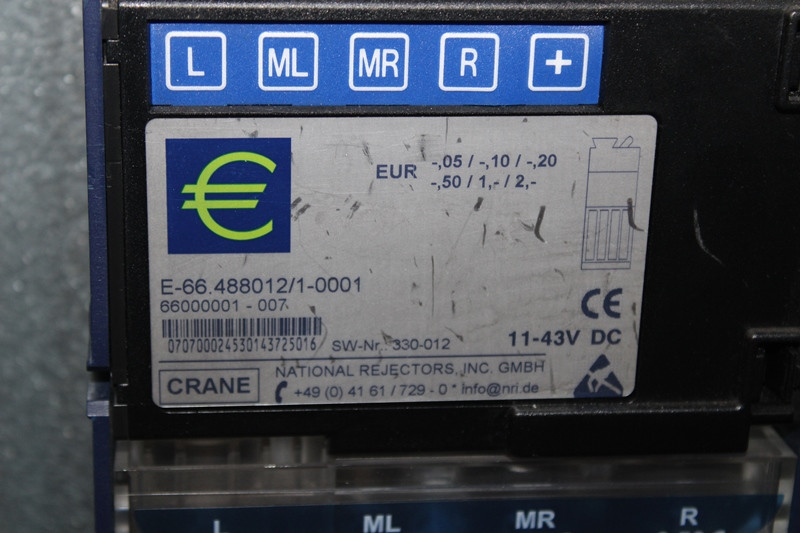 L ML MR R +
€ EUR -,05 / -,10 / -,20
-,50 / 1,- / 2,-
E-66.488012/1-0001
66000001 - 007
070700024530143725016
SW-Nr.: 330-012
11-43V DC
CE
CRANE
NATIONAL REJECTORS, INC. GMBH
+49 (0) 41 61 / 729 - 0 * info@nri.de
L ML MR R